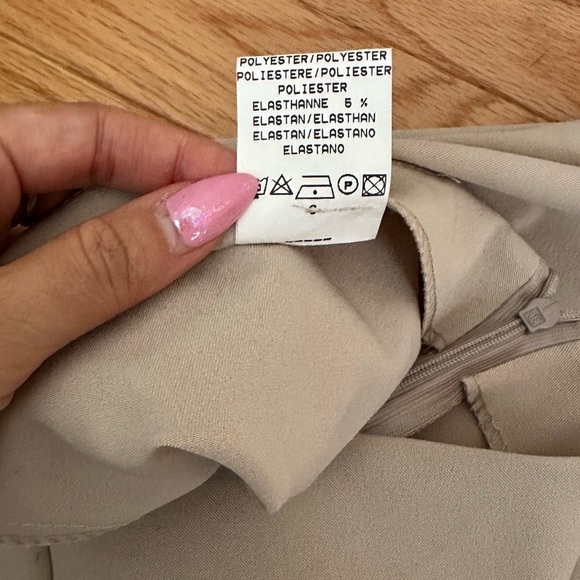 POLYESTER/POLYESTER
POLIESTERE/POLIESTER
POLIESTER
ELASTHANNE 5 %
ELASTAN/ELASTHAN
ELASTAN/ELASTANO
ELASTANO
P